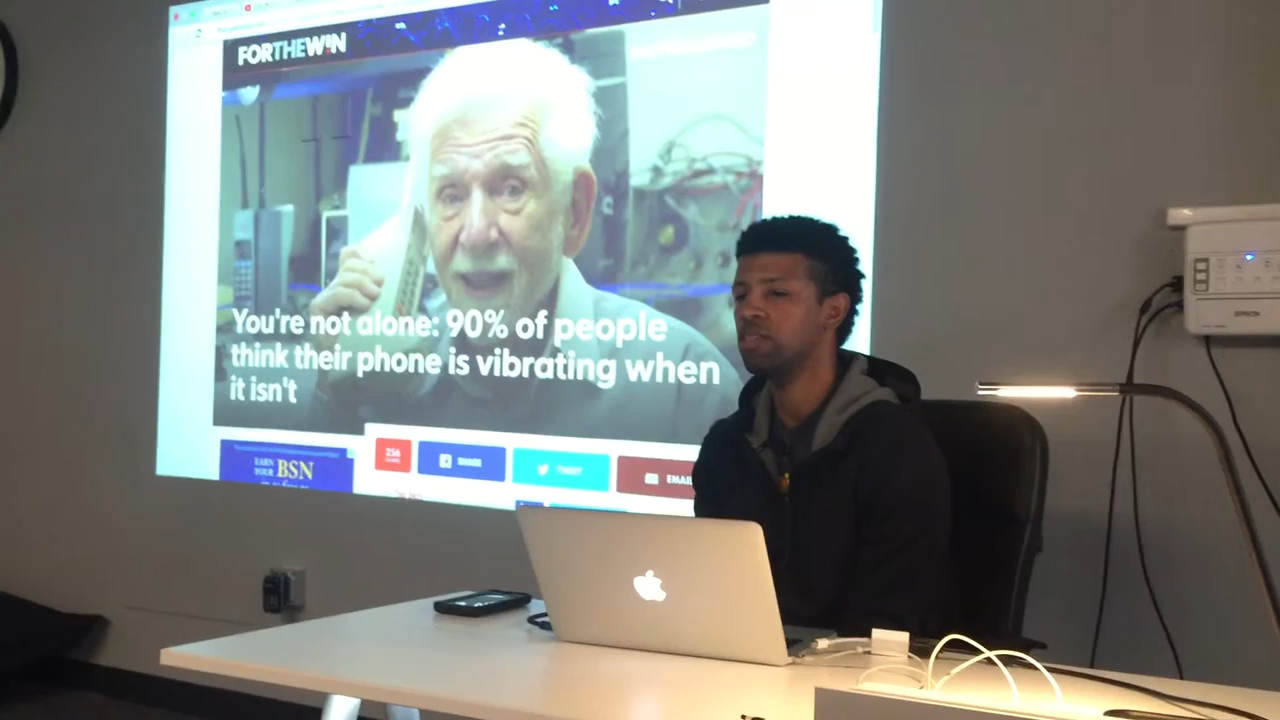 FORTHEW!N
You're not alone: 90% of people
think their phone is vibrating when
it isn't
256
SHARE
TWEET
EMAIL
EARN
YOUR BSN
EPSON